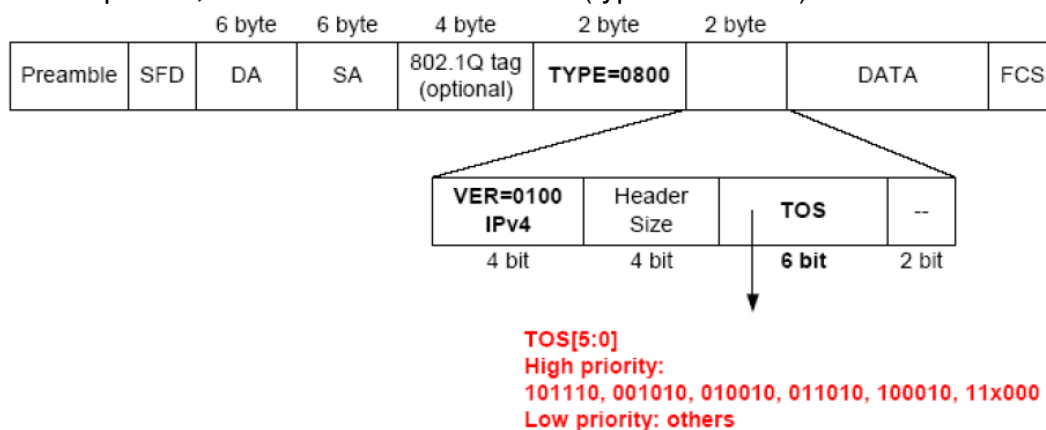 6 byte 6 byte 4 byte 2 byte 2 byte
Preamble SFD DA SA 802.1Q tag (optional) TYPE=0800 DATA FCS
VER=0100 IPv4 Header Size TOS --
4 bit 4 bit 6 bit 2 bit
TOS[5:0]
High priority:
101110, 001010, 010010, 011010, 100010, 11x000
Low priority: others